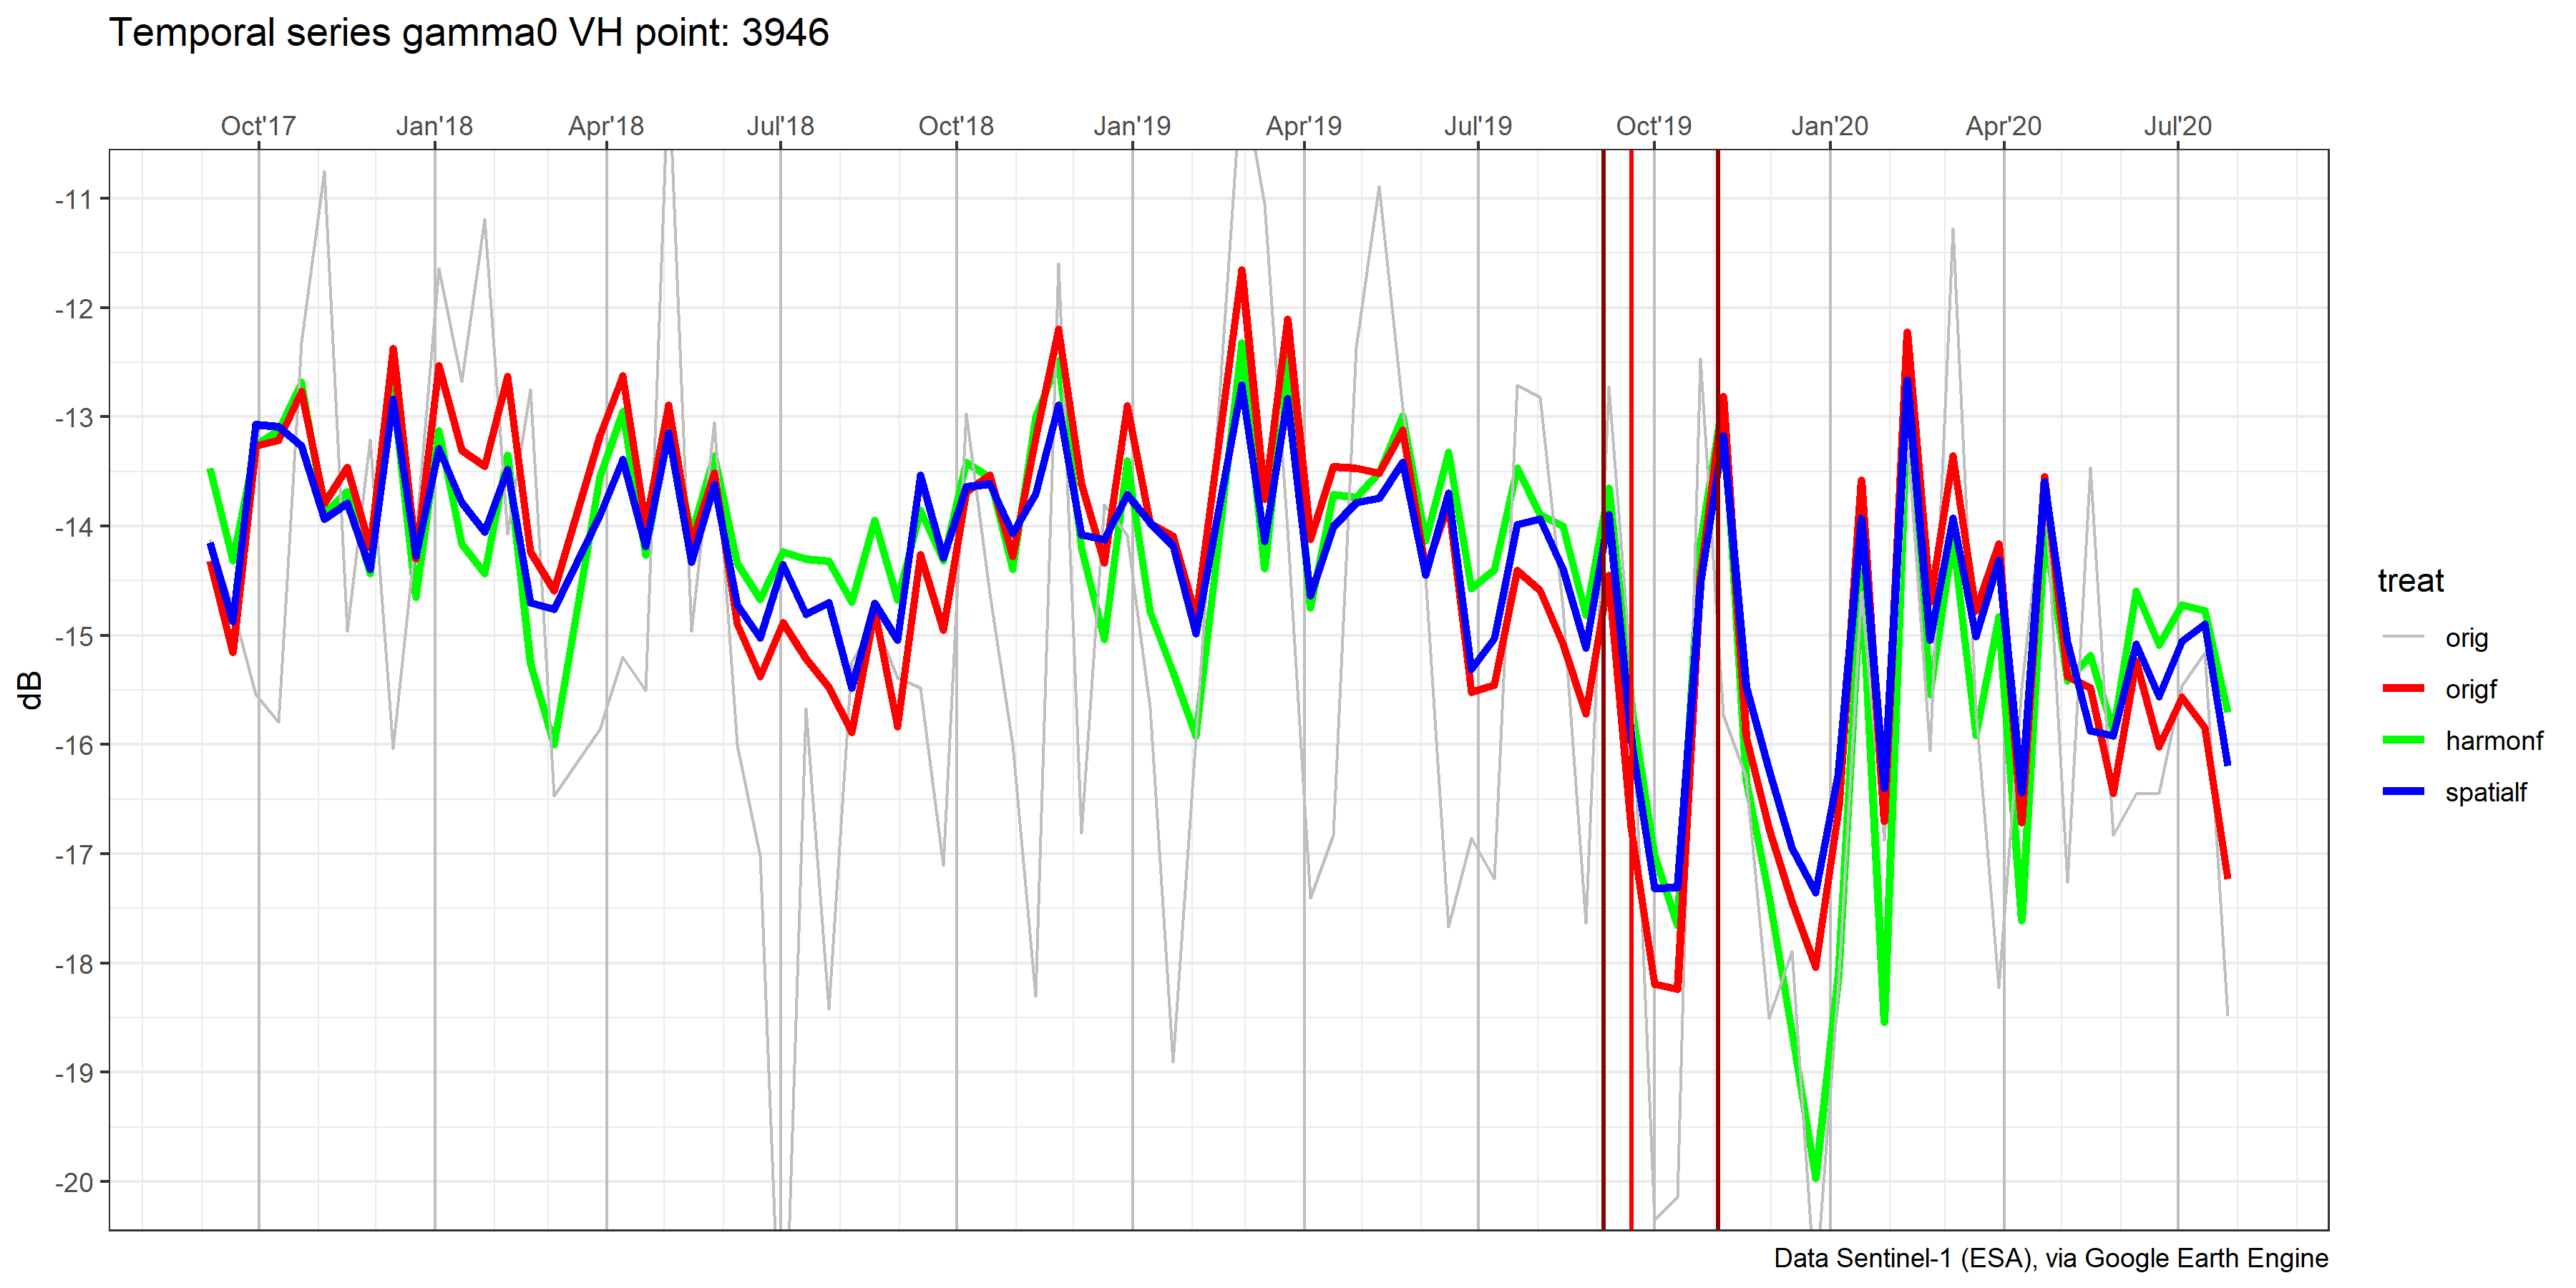 Temporal series gamma0 VH point: 3946
Oct'17 Jan'18 Apr'18 Jul'18 Oct'18 Jan'19 Apr'19 Jul'19 Oct'19 Jan'20 Apr'20 Jul'20
-11
-12
-13
-14
-15
-16
-17
-18
-19
-20
dB
treat
orig
origf
harmonf
spatialf
Data Sentinel-1 (ESA), via Google Earth Engine